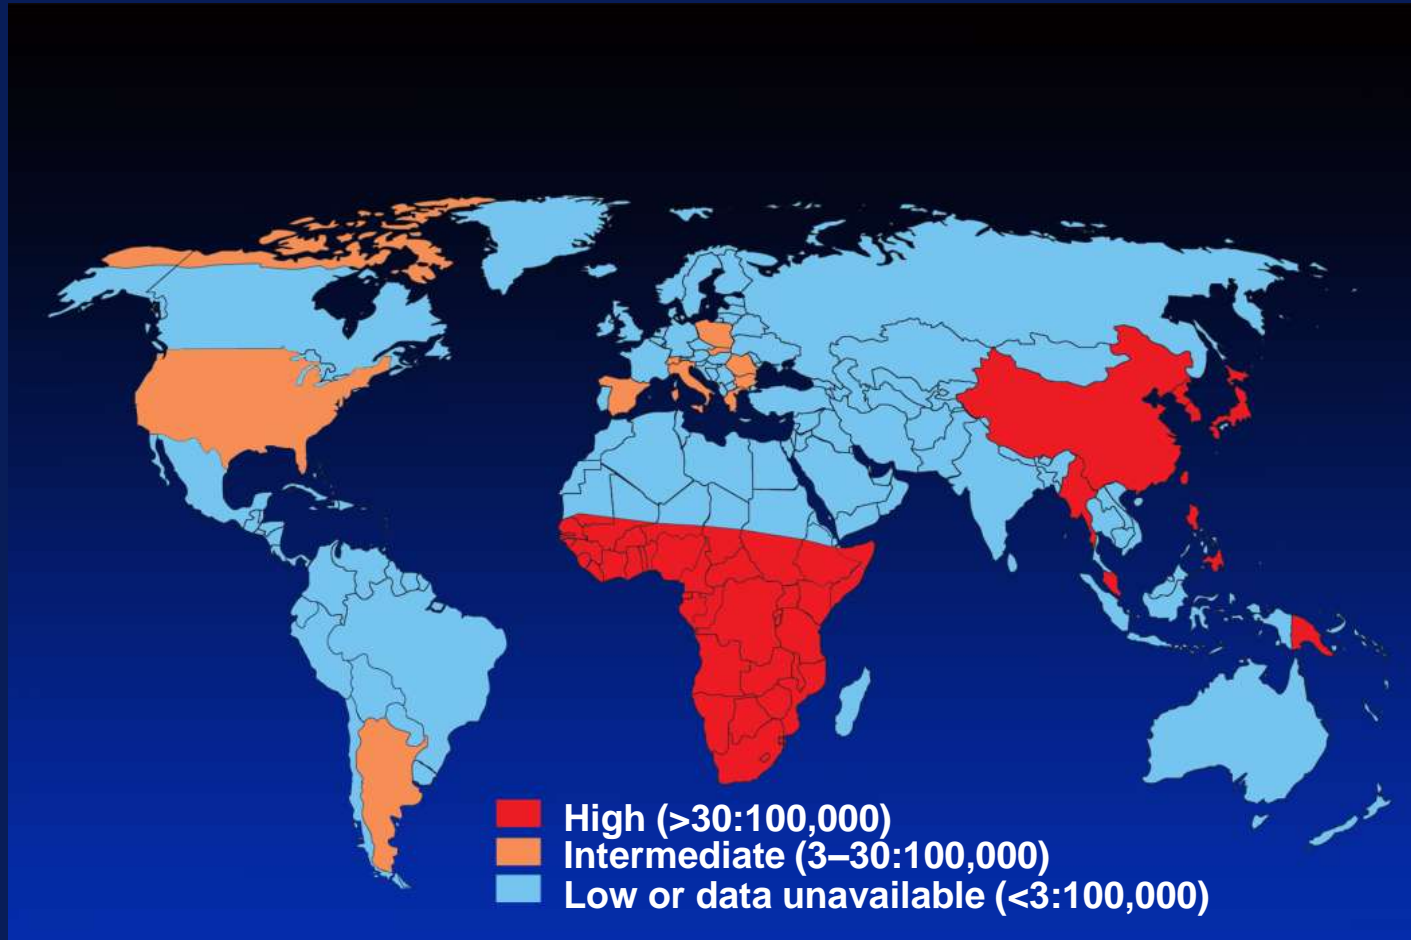 High (>30:100,000)
Intermediate (3–30:100,000)
Low or data unavailable (<3:100,000)